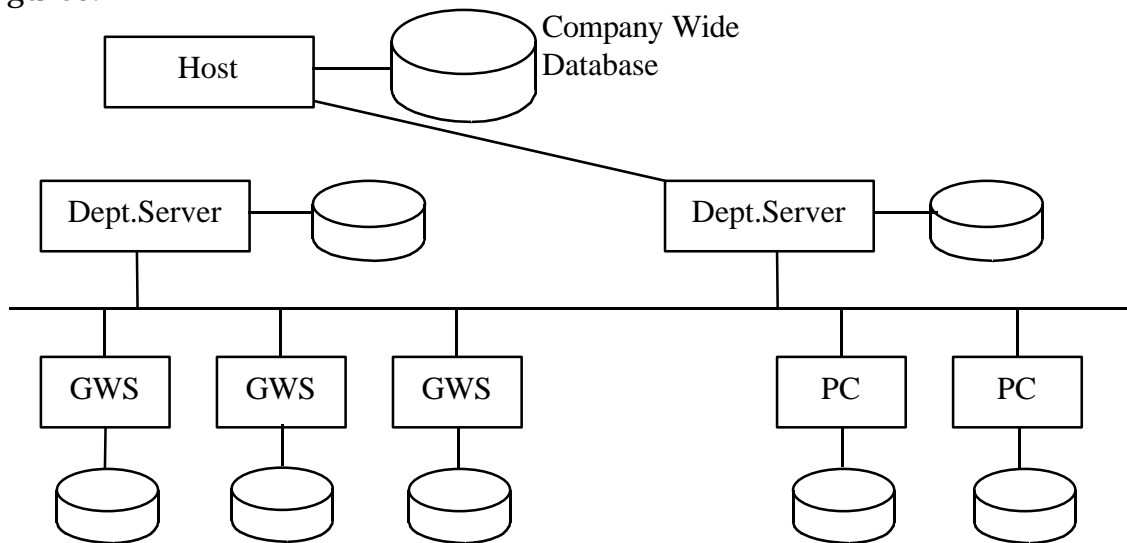 Company Wide
Host
Database
Dept.Server
Dept.Server
GWS
GWS
GWS
PC
PC